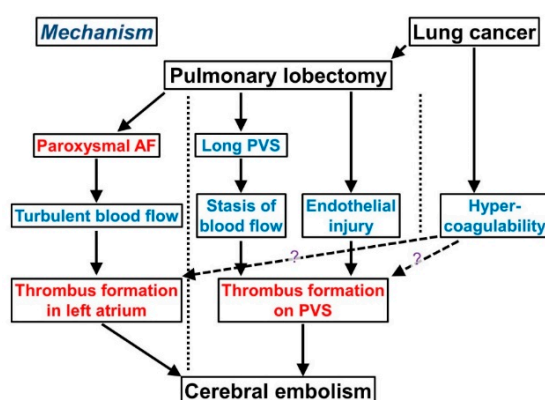 Mechanism
Lung cancer
Pulmonary lobectomy
Paroxysmal AF
Long PVS
Turbulent blood flow
Stasis of
blood flow
Endothelial
injury
Hyper-
coagulability
?
?
Thrombus formation
in left atrium
Thrombus formation
on PVS
Cerebral embolism